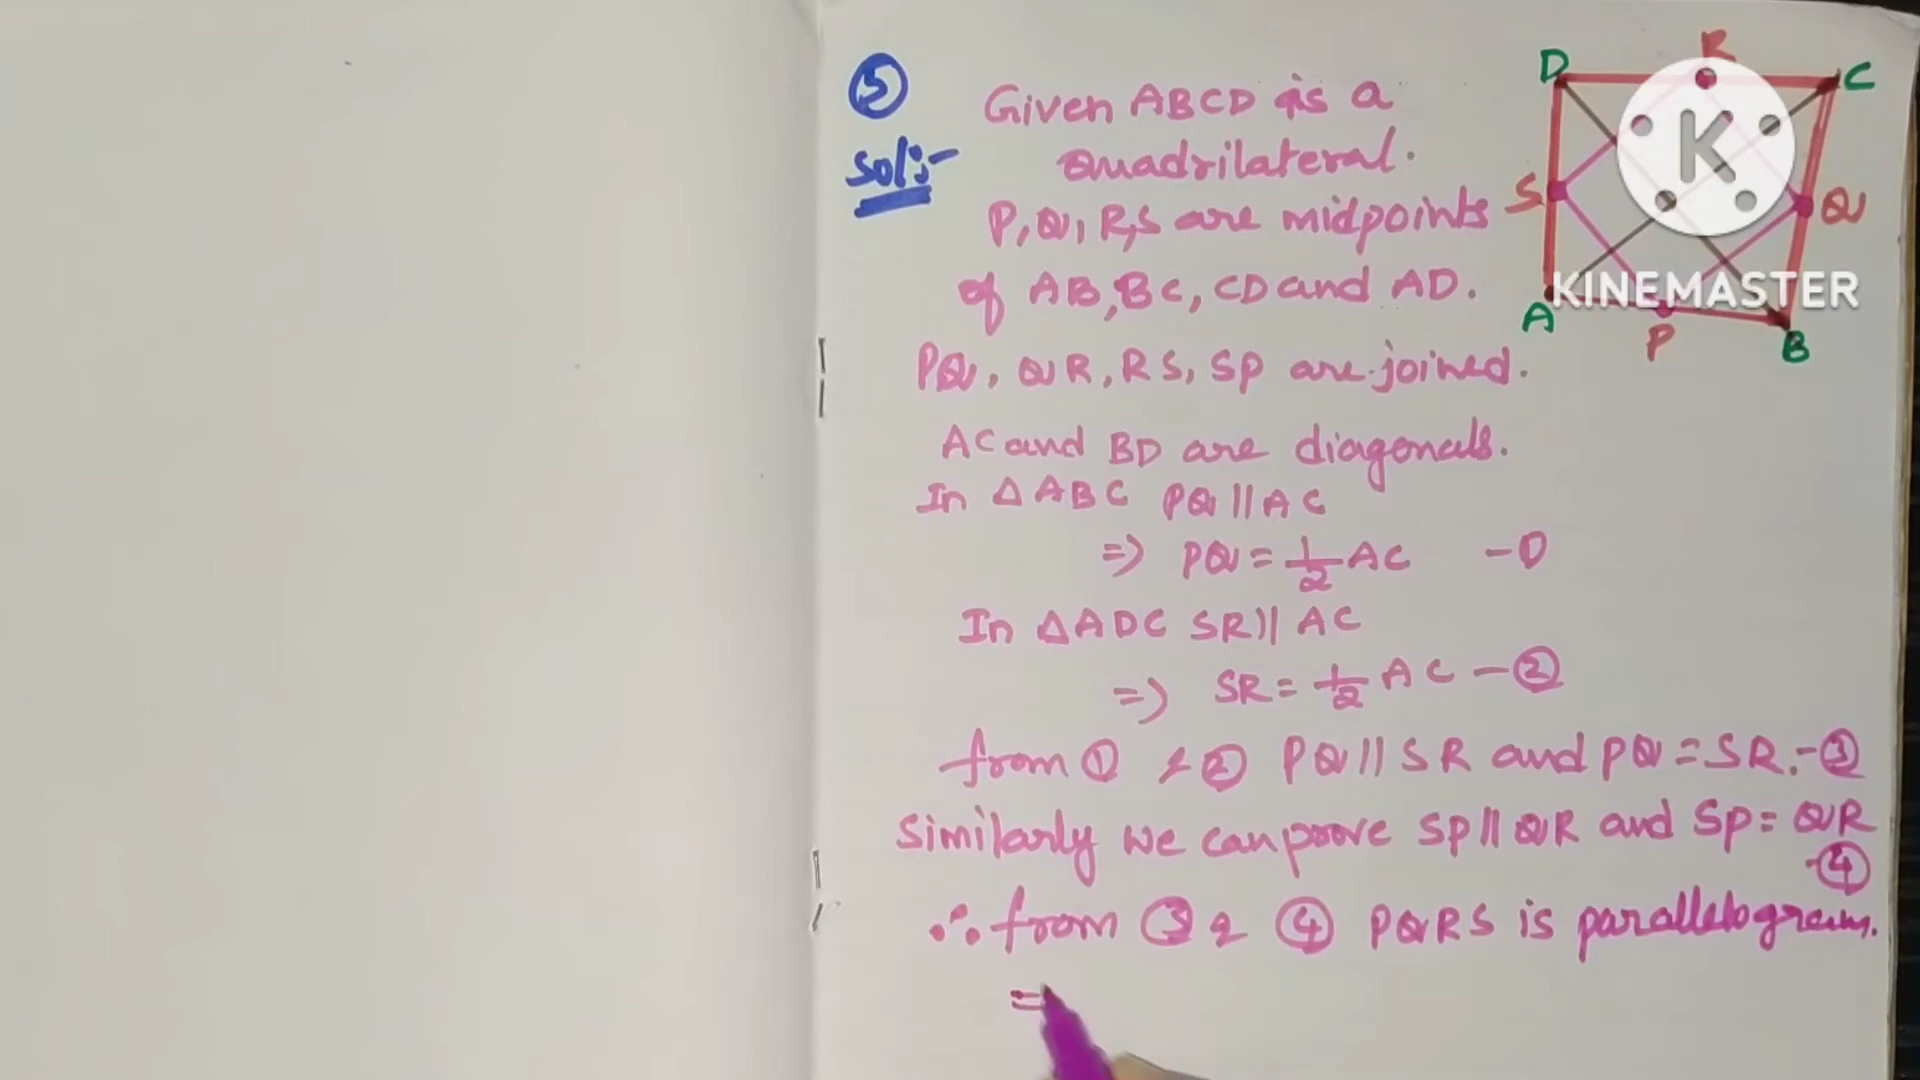 5
Sol:-
Given ABCD is a
quadrilateral.
P, Q, R, S are midpoints
of AB, BC, CD and AD.
PQ, QR, RS, SP are joined.
AC and BD are diagonals.
In △ABC PQ || AC
=> PQ = 1/2 AC - ①
In △ADC SR || AC
=> SR = 1/2 AC - ②
from ① & ② PQ || SR and PQ = SR. - ③
Similarly we can prove SP || QR and SP = QR
- ④
∴ from ③ & ④ PQRS is parallelogram.
=
D R C
K
S Q
KINEMASTER
A P B